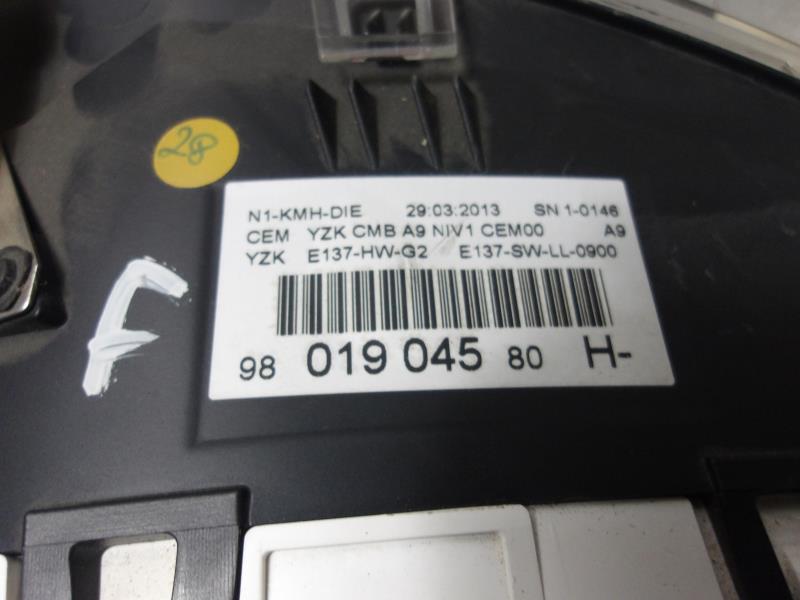 N1-KMH-DIE 29:03:2013 SN 1-0146
CEM YZK CMB A9 NIV1 CEM00 A9
YZK E137-HW-G2 E137-SW-LL-0900
98 019 045 80 H-
F